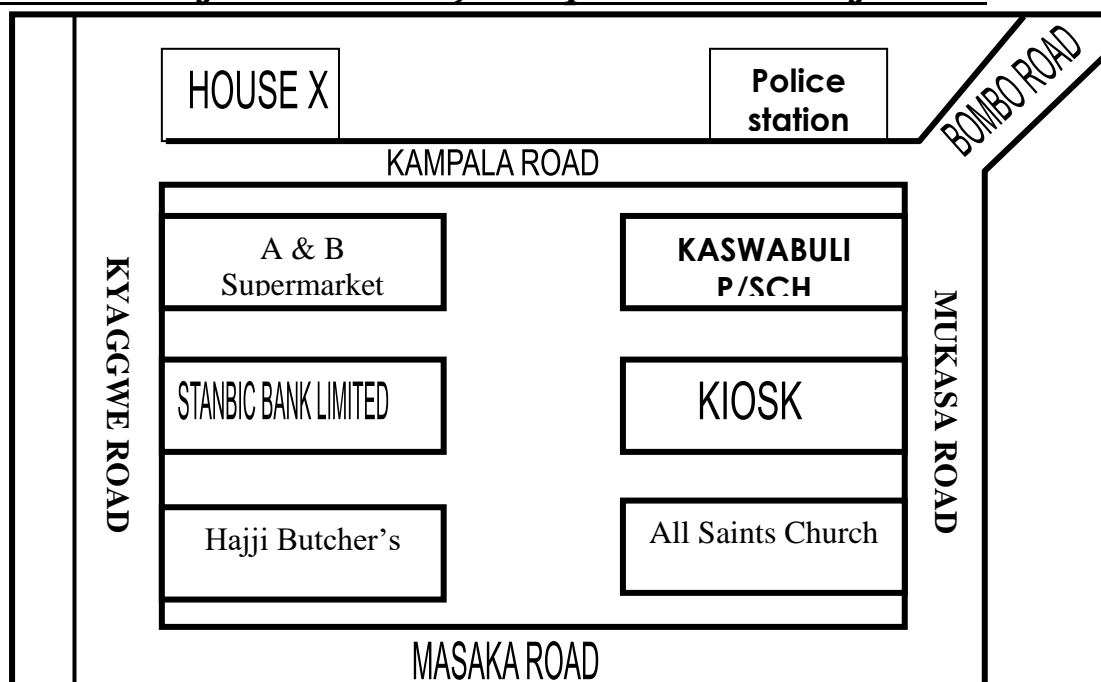 HOUSE X
Police
station
BOMBO ROAD
KAMPALA ROAD
A & B
Supermarket
KASWABULI
P/SCH
KYAGGWE ROAD
MUKASA ROAD
STANBIC BANK LIMITED
KIOSK
Hajji Butcher’s
All Saints Church
MASAKA ROAD